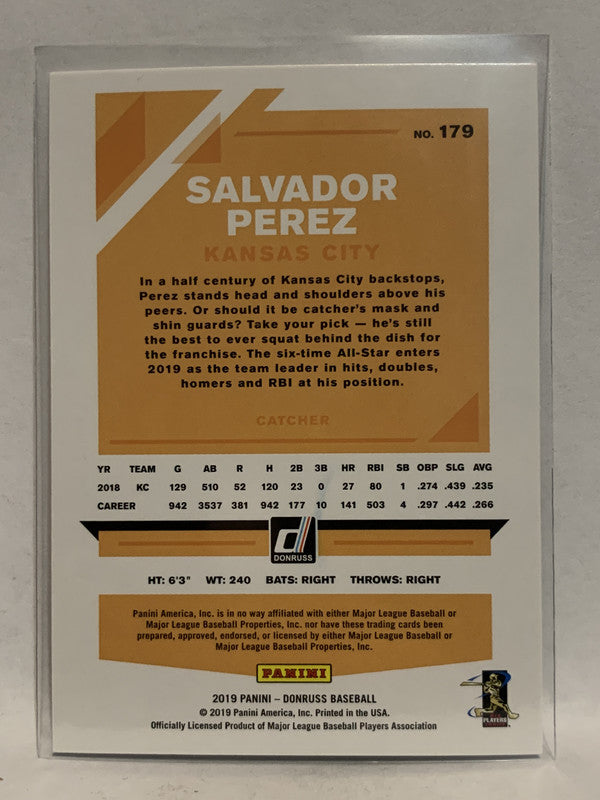 NO. 179
SALVADOR
PEREZ
KANSAS CITY
In a half century of Kansas City backstops,
Perez stands head and shoulders above his
peers. Or should it be catcher's mask and
shin guards? Take your pick — he's still
the best to ever squat behind the dish for
the franchise. The six-time All-Star enters
2019 as the team leader in hits, doubles,
homers and RBI at his position.
CATCHER
YR TEAM G AB R H 2B 3B HR RBI SB OBP SLG AVG
2018 KC 129 510 52 120 23 0 27 80 1 .274 .439 .235
CAREER 942 3537 381 942 177 10 141 503 4 .297 .442 .266
d
DONRUSS
HT: 6'3" WT: 240 BATS: RIGHT THROWS: RIGHT
Panini America, Inc. is in no way affiliated with either Major League Baseball or
Major League Baseball Properties, Inc. nor have these trading cards been
prepared, approved, endorsed, or licensed by either Major League Baseball or
Major League Baseball Properties, Inc.
PANINI
2019 PANINI – DONRUSS BASEBALL
© 2019 Panini America, Inc. Printed in the USA.
Officially Licensed Product of Major League Baseball Players Association
PLAYERS